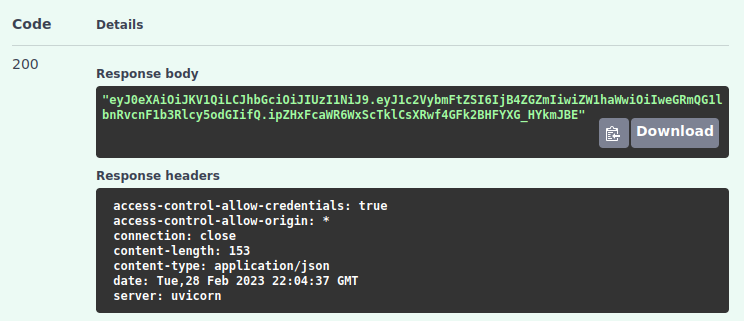 Code Details
200
Response body
"eyJ0eXAiOiJKV1QiLCJhbGciOiJIUzI1NiJ9.eyJ1c2VybmFtZSI6IjB4ZGZmIiwiZW1haWwiOiIweGRmQG1l
bnRvcnF1b3Rlcy5odGIifQ.ipZHxFcaWR6WxScTklCsXRwf4GFk2BHFYXG_HYkmJBE"
Download
Response headers
access-control-allow-credentials: true
access-control-allow-origin: *
connection: close
content-length: 153
content-type: application/json
date: Tue,28 Feb 2023 22:04:37 GMT
server: uvicorn